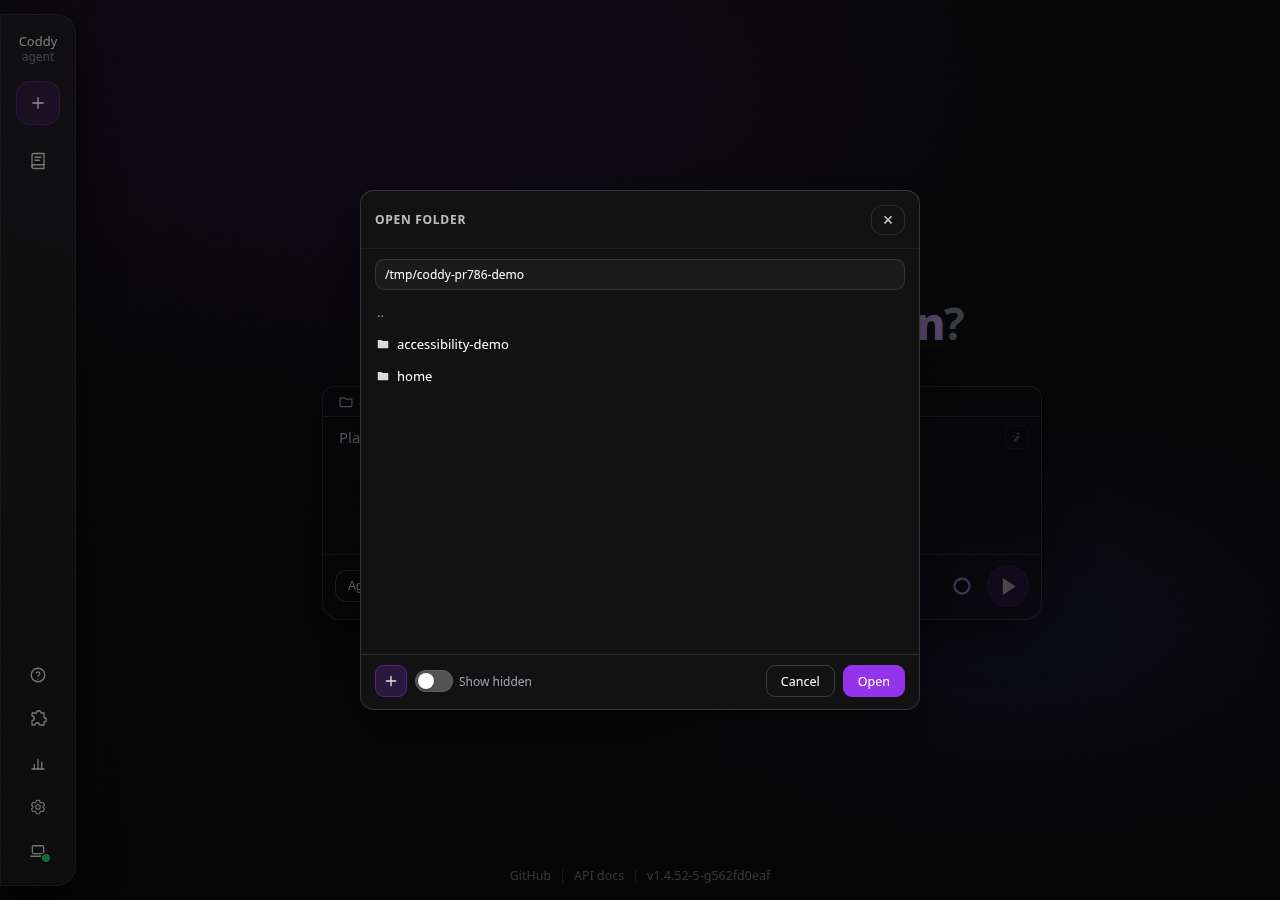 Coddy
agent
OPEN FOLDER
/tmp/coddy-pr786-demo
..
accessibility-demo
home
n?
Pla
Ag
Show hidden
Cancel
Open
GitHub | API docs | v1.4.52-5-g562fd0eaf